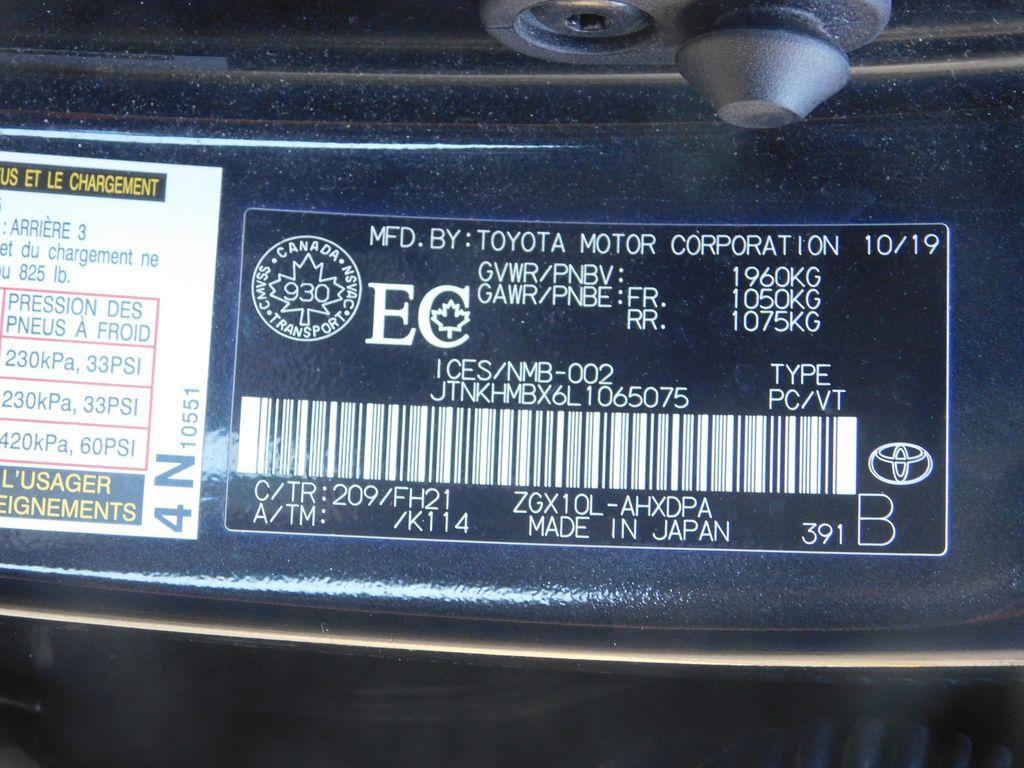 US ET LE CHARGEMENT
: ARRIÈRE 3
et du chargement ne
825 lb.
PRESSION DES
PNEUS À FROID
230kPa, 33PSI
230kPa, 33PSI
420kPa, 60PSI
L'USAGER
EIGNEMENTS
4 N 10551
MFD. BY: TOYOTA MOTOR CORPORATION 10/19
GVWR/PNBV: 1960KG
GAWR/PNBE: FR. 1050KG
RR. 1075KG
CANADA
NSVAC
TRANSPORT
CMVSS
930
EC
ICES/NMB-002 TYPE
JTNKHMBX6L1065075 PC/VT
C/TR: 209/FH21 ZGX10L-AHXDPA
A/TM: /K114 MADE IN JAPAN 391 B